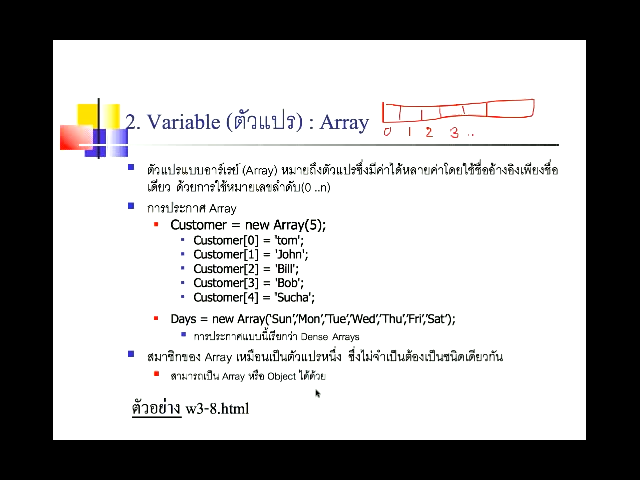 2. Variable (ตัวแปร) : Array
0 1 2 3 ..
ตัวแปรแบบอาร์เรย์ (Array) หมายถึงตัวแปรซึ่งมีค่าได้หลายค่าโดยใช้ชื่ออ้างอิงเพียงชื่อ
เดียว ด้วยการใช้หมายเลขลำดับ(0 ..n)
การประกาศ Array
Customer = new Array(5);
Customer[0] = 'tom';
Customer[1] = 'John';
Customer[2] = 'Bill';
Customer[3] = 'Bob';
Customer[4] = 'Sucha';
Days = new Array('Sun','Mon','Tue','Wed','Thu','Fri','Sat');
การประกาศแบบนี้เรียกว่า Dense Arrays
สมาชิกของ Array เหมือนเป็นตัวแปรหนึ่ง ซึ่งไม่จำเป็นต้องเป็นชนิดเดียวกัน
สามารถเป็น Array หรือ Object ได้ด้วย
ตัวอย่าง w3-8.html